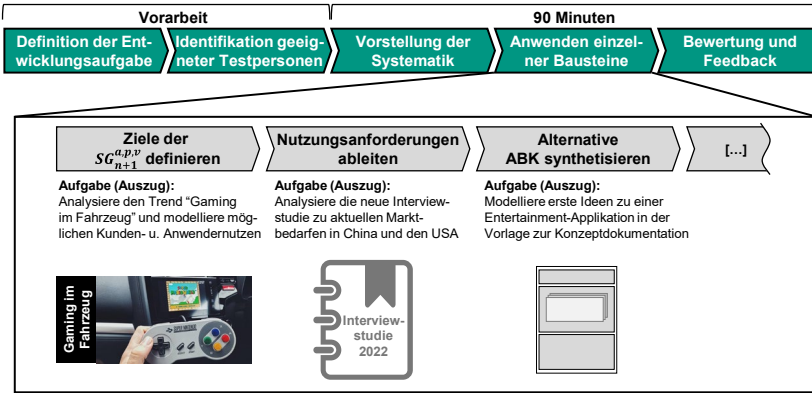 Vorarbeit
90 Minuten
Definition der Ent-
wicklungsaufgabe
Identifikation geeig-
neter Testpersonen
Vorstellung der
Systematik
Anwenden einzel-
ner Bausteine
Bewertung und
Feedback
Ziele der
$SG_{n+1}^{a,p,v}$ definieren
Nutzungsanforderungen
ableiten
Alternative
ABK synthetisieren
[...]
Aufgabe (Auszug):
Analysiere den Trend “Gaming
im Fahrzeug” und modelliere mög-
lichen Kunden- u. Anwendernutzen
Aufgabe (Auszug):
Analysiere die neue Interview-
studie zu aktuellen Markt-
bedarfen in China und den USA
Aufgabe (Auszug):
Modelliere erste Ideen zu einer
Entertainment-Applikation in der
Vorlage zur Konzeptdokumentation
Gaming im
Fahrzeug
Interview-
studie
2022